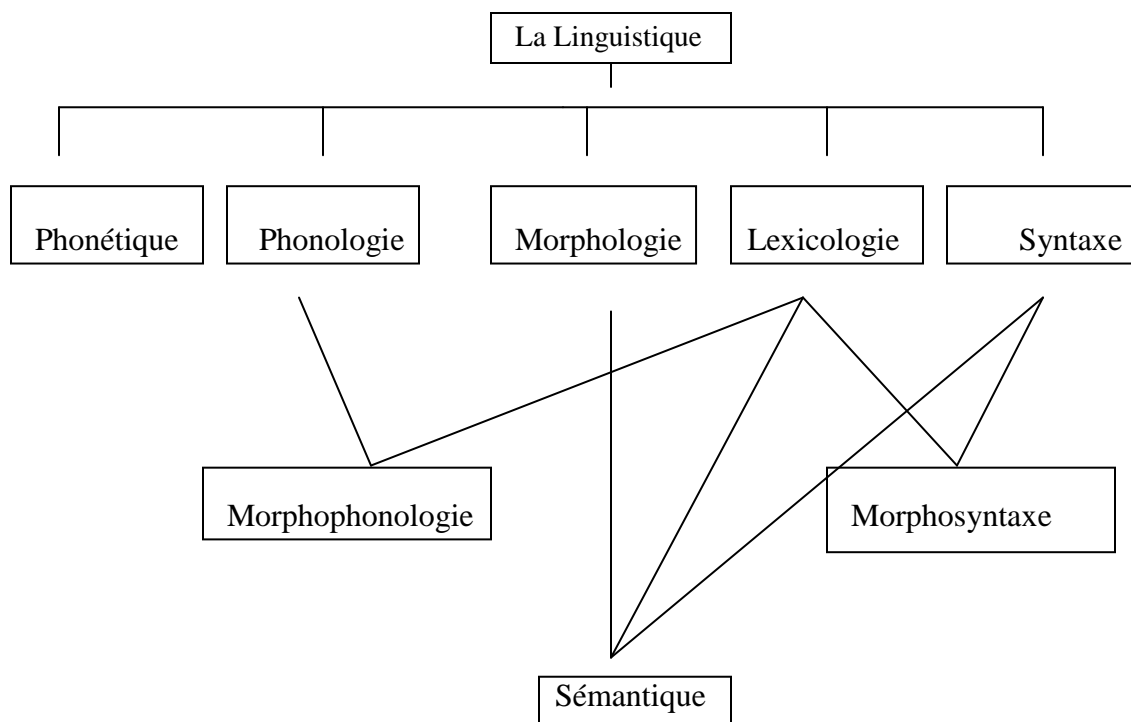 La Linguistique
Phonétique
Phonologie
Morphologie
Lexicologie
Syntaxe
Morphophonologie
Morphosyntaxe
Sémantique